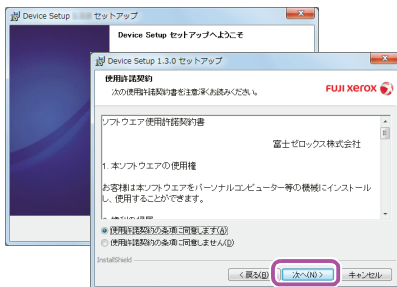 Device Setup セットアップ
Device Setup セットアップへようこそ
Device Setup 1.3.0 セットアップ
使用許諾契約
次の使用許諾契約書を注意深くお読みください。
FUJI XEROX
ソフトウエア使用許諾契約書
富士ゼロックス株式会社
1. 本ソフトウエアの使用権
お客様は本ソフトウエアをパーソナルコンピューター等の機械にインストール
し、使用することができます。
使用許諾契約の条項に同意します(A)
使用許諾契約の条項に同意しません(D)
InstallShield
< 戻る(B)
次へ(N) >
キャンセル